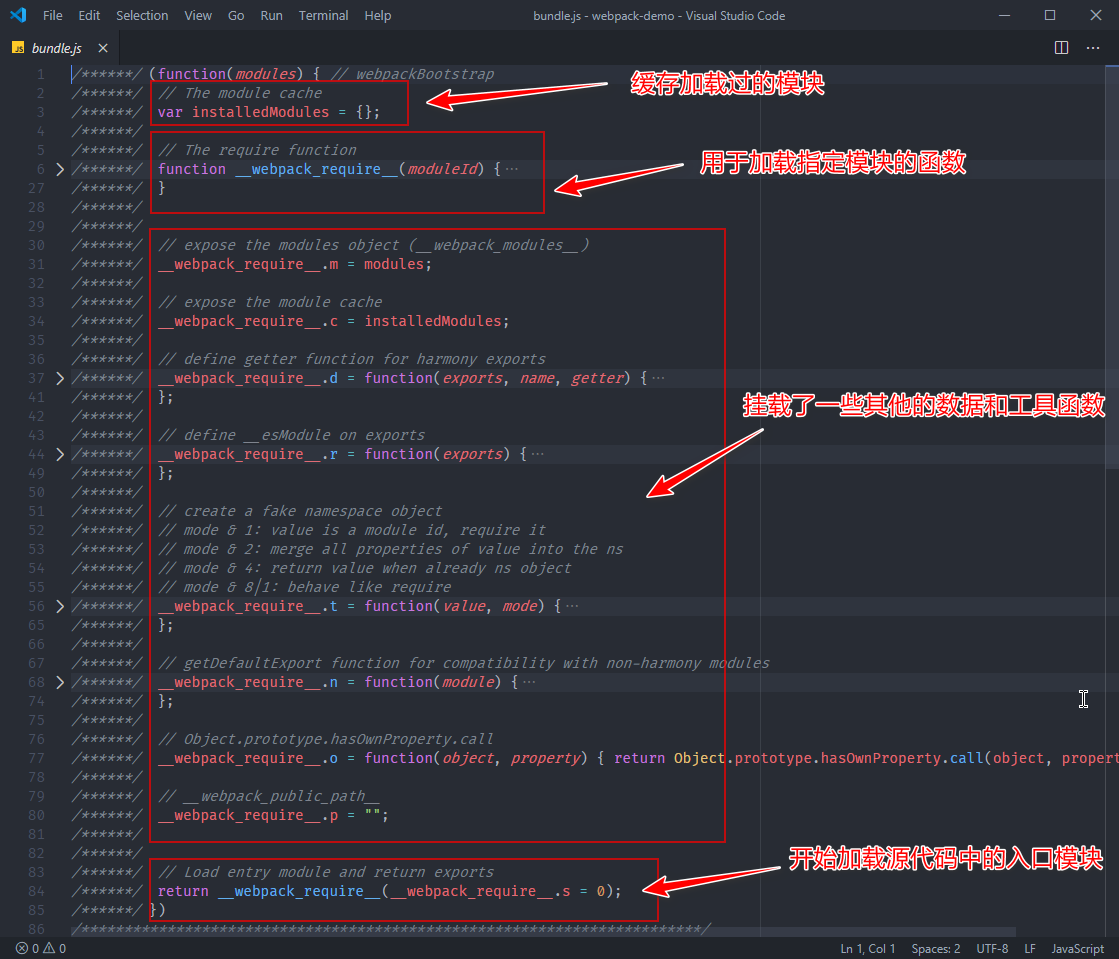 File Edit Selection View Go Run Terminal Help bundle.js - webpack-demo - Visual Studio Code
JS bundle.js
1 /******/ (function(modules) { // webpackBootstrap
2 /******/ // The module cache
缓存加载过的模块
3 /******/ var installedModules = {};
4 /******/
5 /******/ // The require function
用于加载指定模块的函数
6 /******/ function __webpack_require__(moduleId) {···
27 /******/ }
28 /******/
29 /******/
30 /******/ // expose the modules object (__webpack_modules__)
31 /******/ __webpack_require__.m = modules;
32 /******/
33 /******/ // expose the module cache
34 /******/ __webpack_require__.c = installedModules;
35 /******/
36 /******/ // define getter function for harmony exports
37 /******/ __webpack_require__.d = function(exports, name, getter) {···
41 /******/ };
挂载了一些其他的数据和工具函数
42 /******/
43 /******/ // define __esModule on exports
44 /******/ __webpack_require__.r = function(exports) {···
49 /******/ };
50 /******/
51 /******/ // create a fake namespace object
52 /******/ // mode & 1: value is a module id, require it
53 /******/ // mode & 2: merge all properties of value into the ns
54 /******/ // mode & 4: return value when already ns object
55 /******/ // mode & 8|1: behave like require
56 /******/ __webpack_require__.t = function(value, mode) {···
65 /******/ };
66 /******/
67 /******/ // getDefaultExport function for compatibility with non-harmony modules
68 /******/ __webpack_require__.n = function(module) {···
74 /******/ };
75 /******/
76 /******/ // Object.prototype.hasOwnProperty.call
77 /******/ __webpack_require__.o = function(object, property) { return Object.prototype.hasOwnProperty.call(object, propert
78 /******/
79 /******/ // __webpack_public_path__
80 /******/ __webpack_require__.p = "";
81 /******/
82 /******/
开始加载源代码中的入口模块
83 /******/ // Load entry module and return exports
84 /******/ return __webpack_require__(__webpack_require__.s = 0);
85 /******/ })
86 /************************************************************************/
0 0 Ln 1, Col 1 Spaces: 2 UTF-8 LF JavaScript